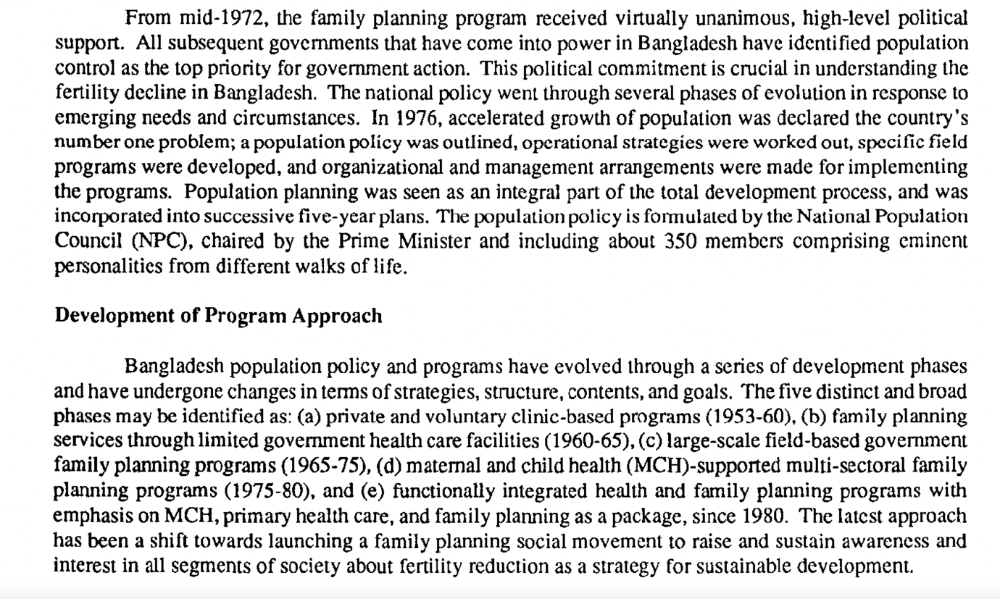 From mid-1972, the family planning program received virtually unanimous, high-level political
support. All subsequent governments that have come into power in Bangladesh have identified population
control as the top priority for government action. This political commitment is crucial in understanding the
fertility decline in Bangladesh. The national policy went through several phases of evolution in response to
emerging needs and circumstances. In 1976, accelerated growth of population was declared the country's
number one problem; a population policy was outlined, operational strategies were worked out, specific field
programs were developed, and organizational and management arrangements were made for implementing
the programs. Population planning was seen as an integral part of the total development process, and was
incorporated into successive five-year plans. The population policy is formulated by the National Population
Council (NPC), chaired by the Prime Minister and including about 350 members comprising eminent
personalities from different walks of life.
Development of Program Approach
Bangladesh population policy and programs have evolved through a series of development phases
and have undergone changes in terms of strategies, structure, contents, and goals. The five distinct and broad
phases may be identified as: (a) private and voluntary clinic-based programs (1953-60), (b) family planning
services through limited government health care facilities (1960-65), (c) large-scale field-based government
family planning programs (1965-75), (d) maternal and child health (MCH)-supported multi-sectoral family
planning programs (1975-80), and (e) functionally integrated health and family planning programs with
emphasis on MCH, primary health care, and family planning as a package, since 1980. The latest approach
has been a shift towards launching a family planning social movement to raise and sustain awareness and
interest in all segments of society about fertility reduction as a strategy for sustainable development.